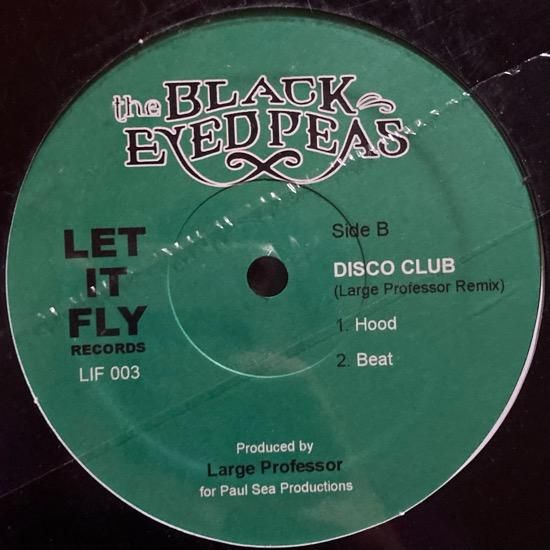 the BLACK
EYED PEAS
LET
IT
FLY
RECORDS
LIF 003
Side B
DISCO CLUB
(Large Professor Remix)
1. Hood
2. Beat
Produced by
Large Professor
for Paul Sea Productions